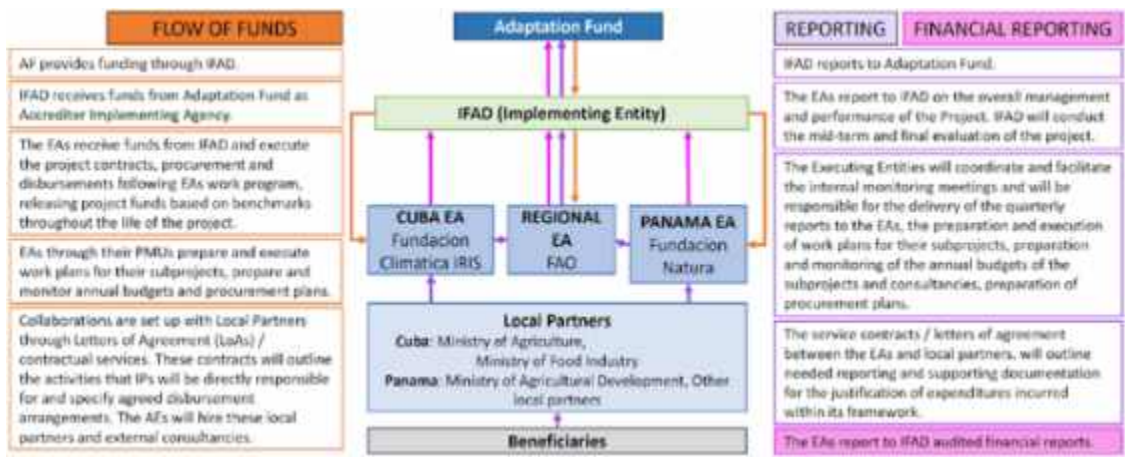 FLOW OF FUNDS
AF provides funding through IFAD.
IFAD receives funds from Adaptation Fund as
Accrediter Implementing Agency.
The EAs receive funds from IFAD and execute
the project contracts, procurement and
disbursements following EAs work program,
releasing project funds based on benchmarks
throughout the life of the project.
EAs through their PMUs prepare and execute
work plans for their subprojects, prepare and
monitor annual budgets and procurement plans.
Collaborations are set up with Local Partners
through Letters of Agreement (LoAs) /
contractual services. These contracts will outline
the activities that IPs will be directly responsible
for and specify agreed disbursement
arrangements. The AEs will hire these local
partners and external consultancies.
Adaptation Fund
IFAD (Implementing Entity)
CUBA EA
Fundacion
Climatica IRIS
REGIONAL
EA
FAO
PANAMA EA
Fundacion
Natura
Local Partners
Cuba: Ministry of Agriculture,
Ministry of Food Industry
Panama: Ministry of Agricultural Development, Other
local partners
Beneficiaries
REPORTING
FINANCIAL REPORTING
IFAD reports to Adaptation Fund.
The EAs report to IFAD on the overall management
and performance of the Project. IFAD will conduct
the mid-term and final evaluation of the project.
The Executing Entities will coordinate and facilitate
the internal monitoring meetings and will be
responsible for the delivery of the quarterly
reports to the EAs, the preparation and execution
of work plans for their subprojects, preparation
and monitoring of the annual budgets of the
subprojects and consultancies, preparation of
procurement plans.
The service contracts / letters of agreement
between the EAs and local partners, will outline
needed reporting and supporting documentation
for the justification of expenditures incurred
within its framework.
The EAs report to IFAD audited financial reports.